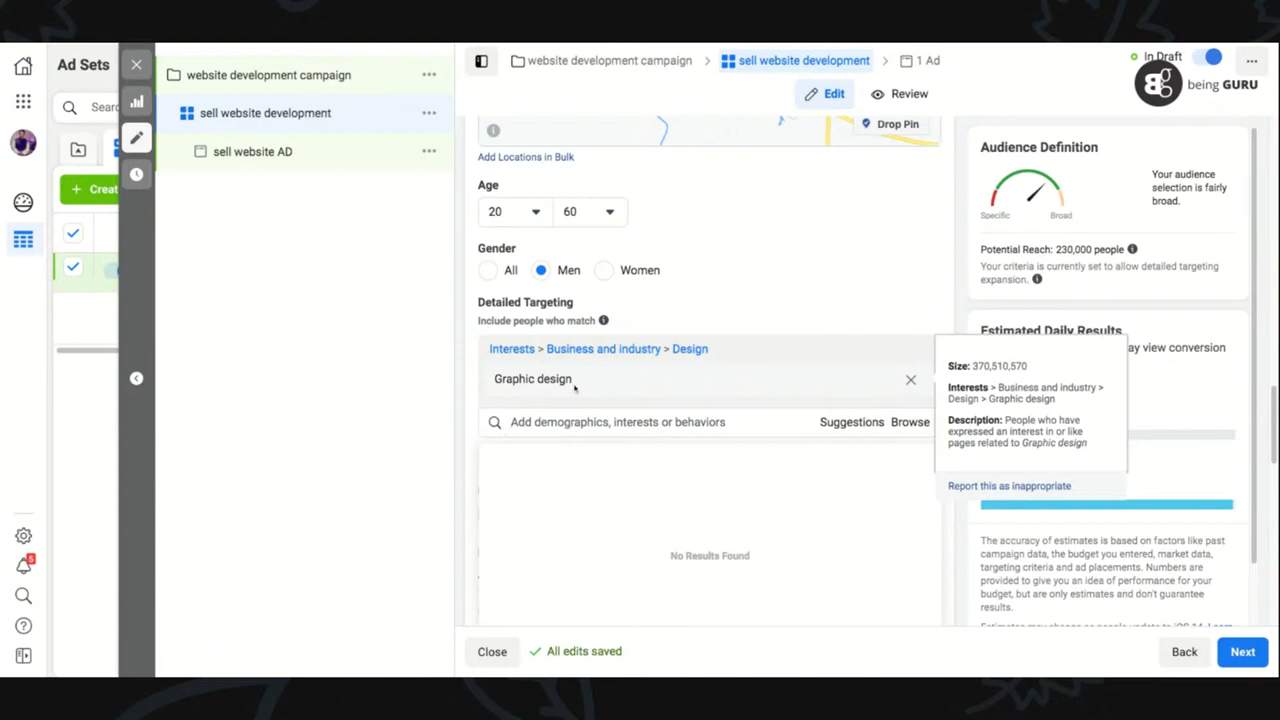 Ad Sets
Searc
Creat
5
website development campaign
sell website development
sell website AD
website development campaign > sell website development > 1 Ad
In Draft
being GURU
Edit
Review
Drop Pin
Add Locations in Bulk
Age
20
60
Gender
All
Men
Women
Detailed Targeting
Include people who match
Interests > Business and industry > Design
Graphic design
Add demographics, interests or behaviors
Suggestions
Browse
No Results Found
Audience Definition
Specific
Broad
Your audience
selection is fairly
broad.
Potential Reach: 230,000 people
Your criteria is currently set to allow detailed targeting
expansion.
Estimated Daily Results
ay view conversion
Size: 370,510,570
Interests > Business and industry >
Design > Graphic design
Description: People who have
expressed an interest in or like
pages related to Graphic design
Report this as inappropriate
The accuracy of estimates is based on factors like past
campaign data, the budget you entered, market data,
targeting criteria and ad placements. Numbers are
provided to give you an idea of performance for your
budget, but are only estimates and don't guarantee
results.
Close
All edits saved
Back
Next